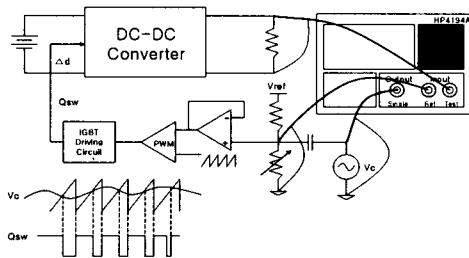 HP4194A
DC-DC
Converter
Δd
Output
Input
Single
Ref
Test
Vref
Qsw
IGBT
Driving
Circuit
PWM
-
+
Vc
Vc
Qsw